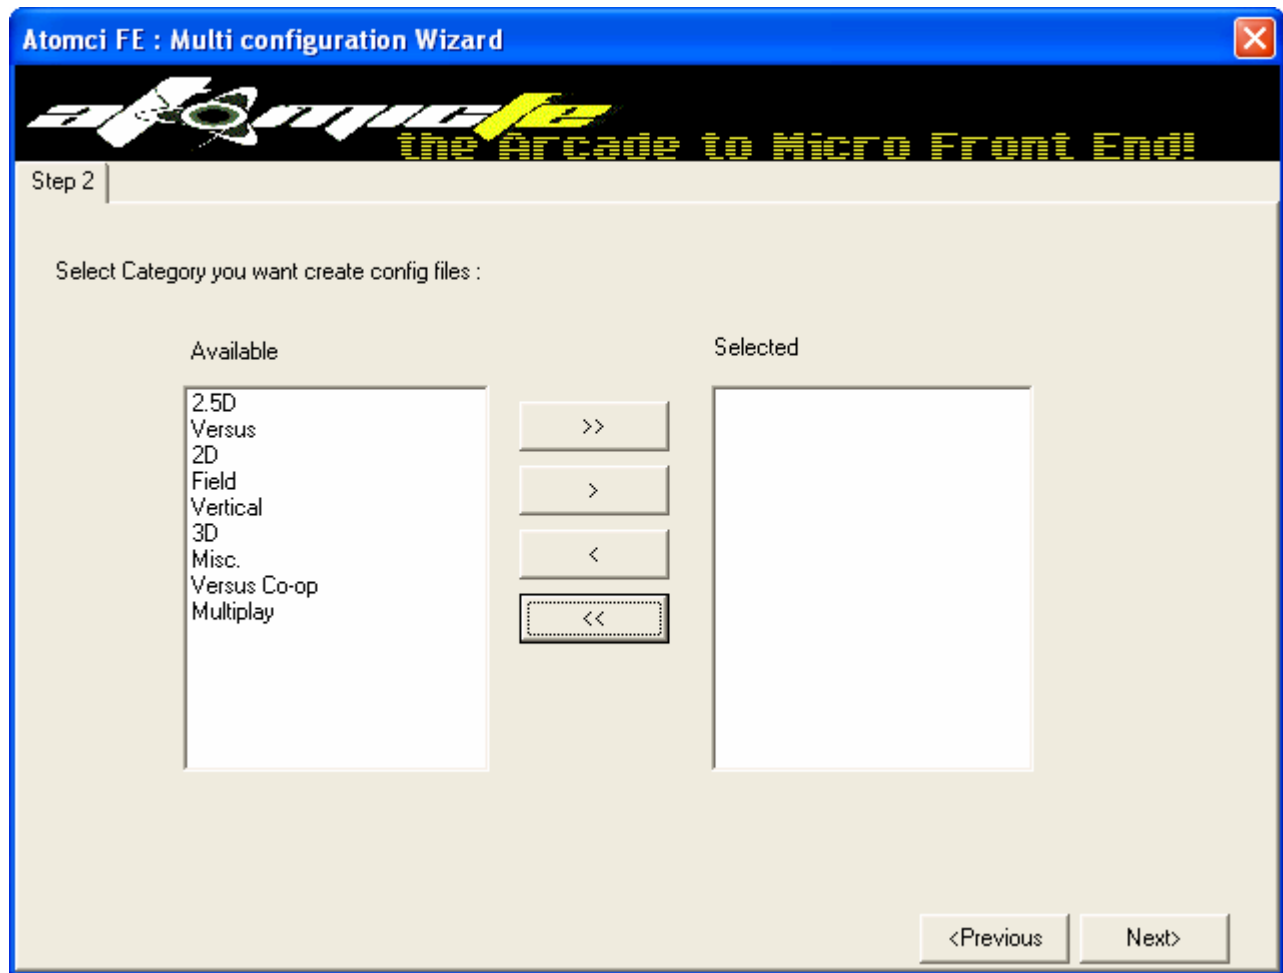 Atomci FE : Multi configuration Wizard
atomicfe
the Arcade to Micro Front End!
Step 2
Select Category you want create config files :
Available
Selected
2.5D
Versus
2D
Field
Vertical
3D
Misc.
Versus Co-op
Multiplay
>>
>
<
<<
<Previous
Next>